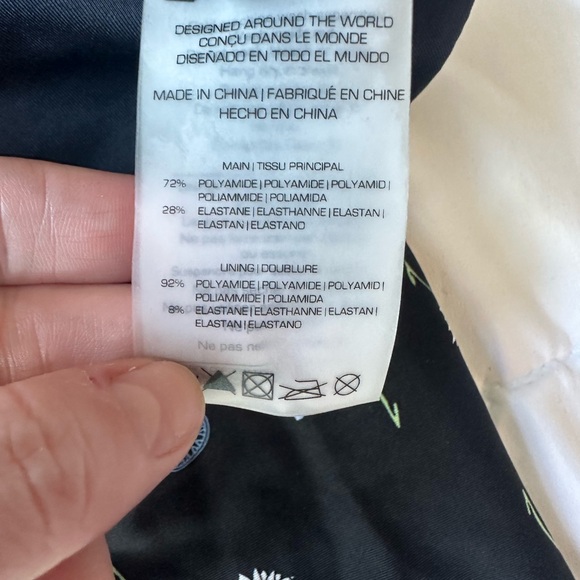 DESIGNED AROUND THE WORLD
CONÇU DANS LE MONDE
DISEÑADO EN TODO EL MUNDO
MADE IN CHINA | FABRIQUÉ EN CHINE
HECHO EN CHINA
MAIN | TISSU PRINCIPAL
72% POLYAMIDE | POLYAMIDE | POLYAMID |
POLIAMMIDE | POLIAMIDA
28% ELASTANE | ELASTHANNE | ELASTAN |
ELASTAN | ELASTANO
LINING | DOUBLURE
92% POLYAMIDE | POLYAMIDE | POLYAMID |
POLIAMMIDE | POLIAMIDA
8% ELASTANE | ELASTHANNE | ELASTAN |
ELASTAN | ELASTANO
Ne pas